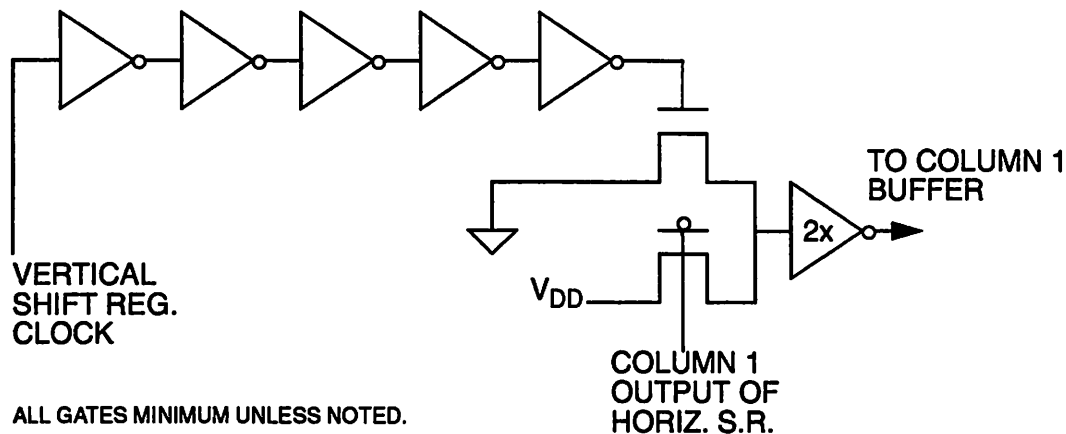 TO COLUMN 1
BUFFER
2x
VERTICAL
SHIFT REG.
CLOCK
VDD
COLUMN 1
OUTPUT OF
HORIZ. S.R.
ALL GATES MINIMUM UNLESS NOTED.